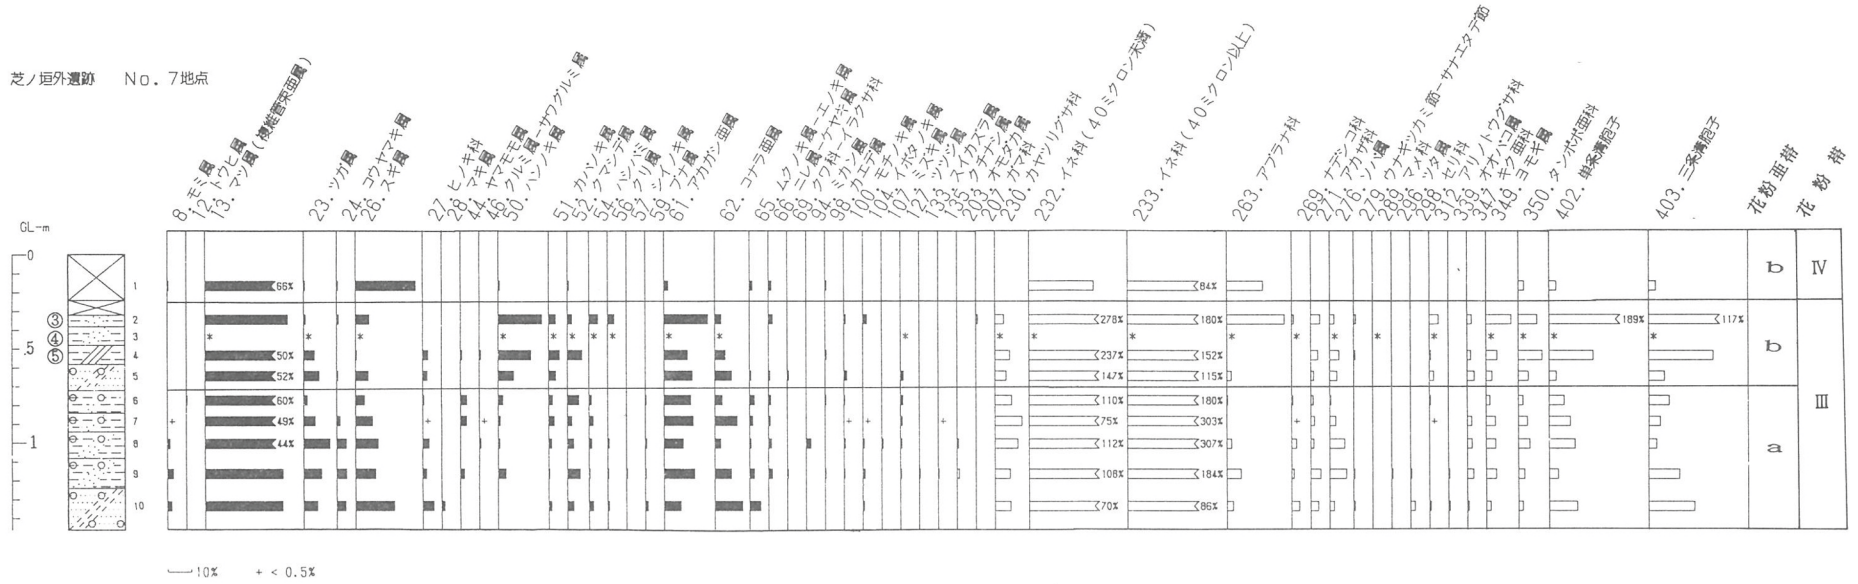 芝ノ垣外遺跡 No. 7地点
8. モミ属
12. トウヒ属
13. マツ属(複維管束亜属)
23. ツガ属
24. コウヤマキ属
26. スギ属
27. ヒノキ科
28. マキ属
44. ヤマモモ属
46. クルミ属ーサワグルミ属
50. ハンノキ属
51. カバノキ属
52. クマシデ属
54. ハシバミ属
56. クリ属
57. シイノキ属
59. ブナ属
61. アカガシ亜属
62. コナラ亜属
65. ムクノキ属ーエノキ属
66. ニレ属ーケヤキ属
69. クワ科ーイラクサ科
94. ミカン属
98. カエデ属
100. モチノキ属
104. イボタノキ属
107. ミズキ属
127. ツツジ属
133. スイカズラ属
135. クチナシ属
203. オモダカ属
207. ガマ科
230. カヤツリグサ科
232. イネ科(40ミクロン未満)
233. イネ科(40ミクロン以上)
263. アブラナ科
269. ナデシコ科
271. アカザ科
276. ソバ属
279. ウナギツカミ節ーサナエタデ節
289. マメ科
296. ツタ属
298. セリ科
312. アリノトウグサ科
339. オオバコ属
347. キク亜科
349. ヨモギ属
350. タンポポ亜科
402. 単条溝胞子
403. 三条溝胞子
花粉亜帯
花粉帯
GL-m
0
1 66% 84% b IV
③ 2 278% 180% 189% 117%
④ 3 * * * * * * * * * * * * * * * * * * * *
.5 b
⑤ 4 50% 237% 152%
5 52% 147% 115%
6 60% 110% 180% III
7 + 49% + + + + + 75% 303% + +
1 8 44% 112% 307% a
9 108% 184%
10 70% 86%
10% + < 0.5%